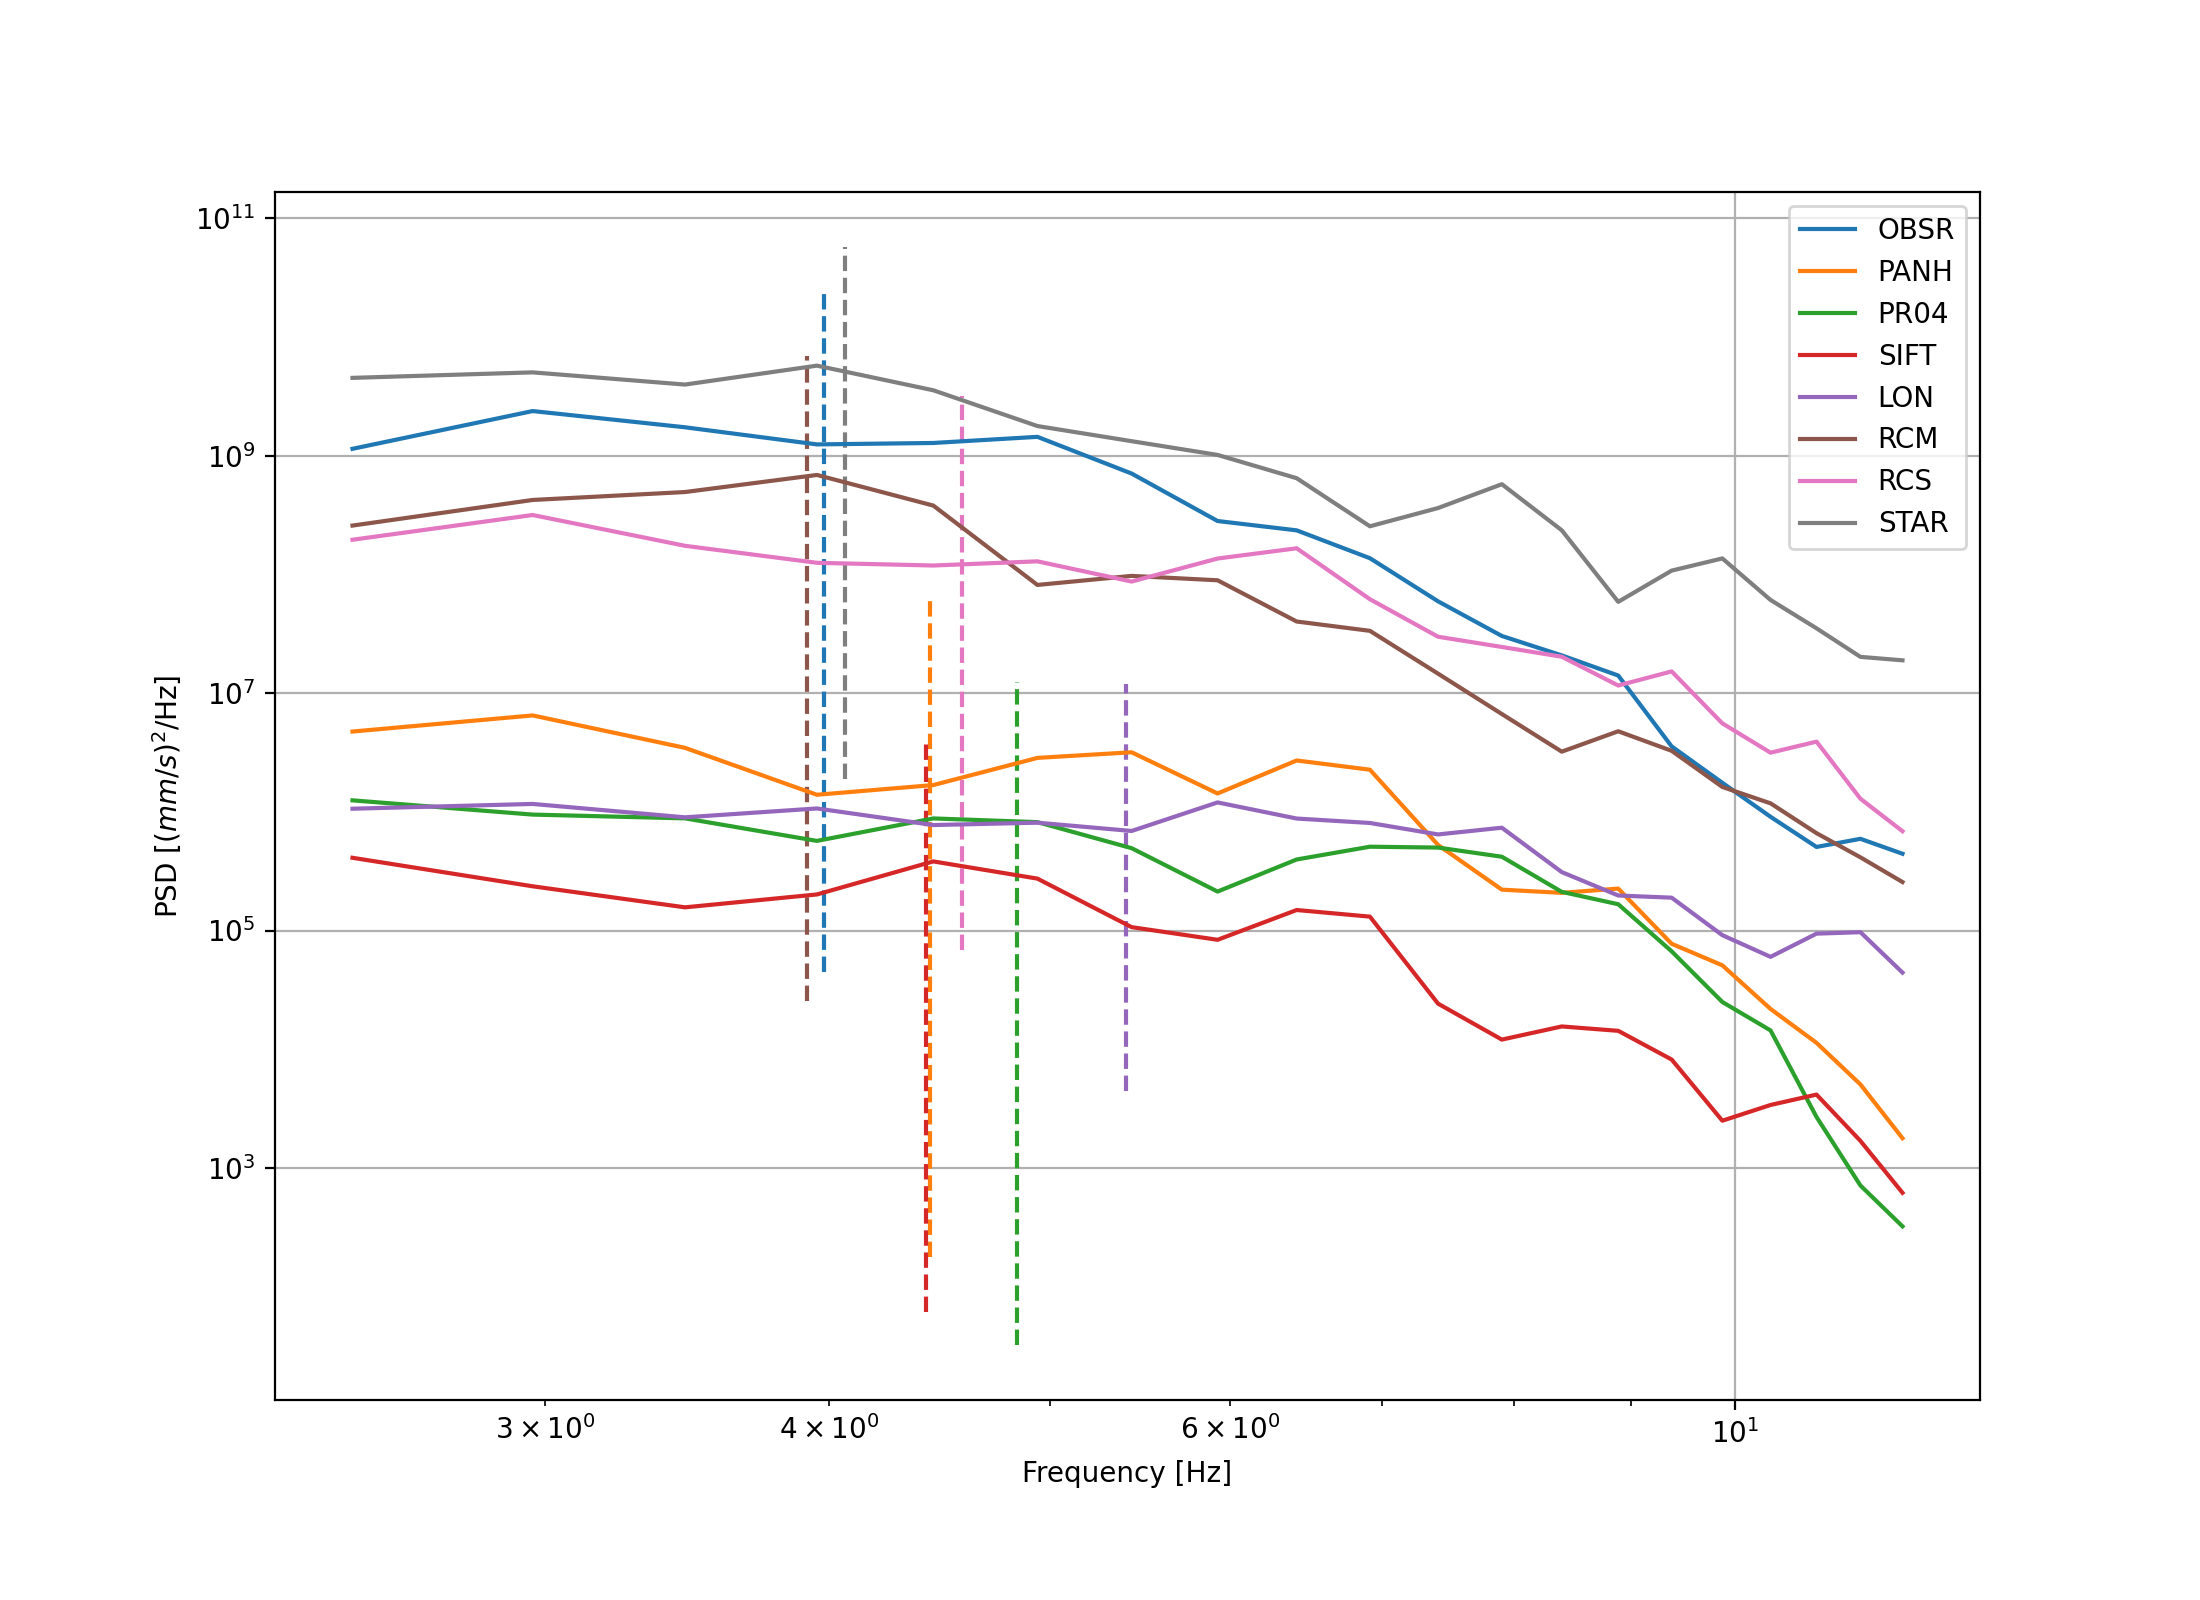 10^11
10^9
10^7
10^5
10^3
PSD [(mm/s)^2/Hz]
OBSR
PANH
PR04
SIFT
LON
RCM
RCS
STAR
3 × 10^0 4 × 10^0 6 × 10^0 10^1
Frequency [Hz]